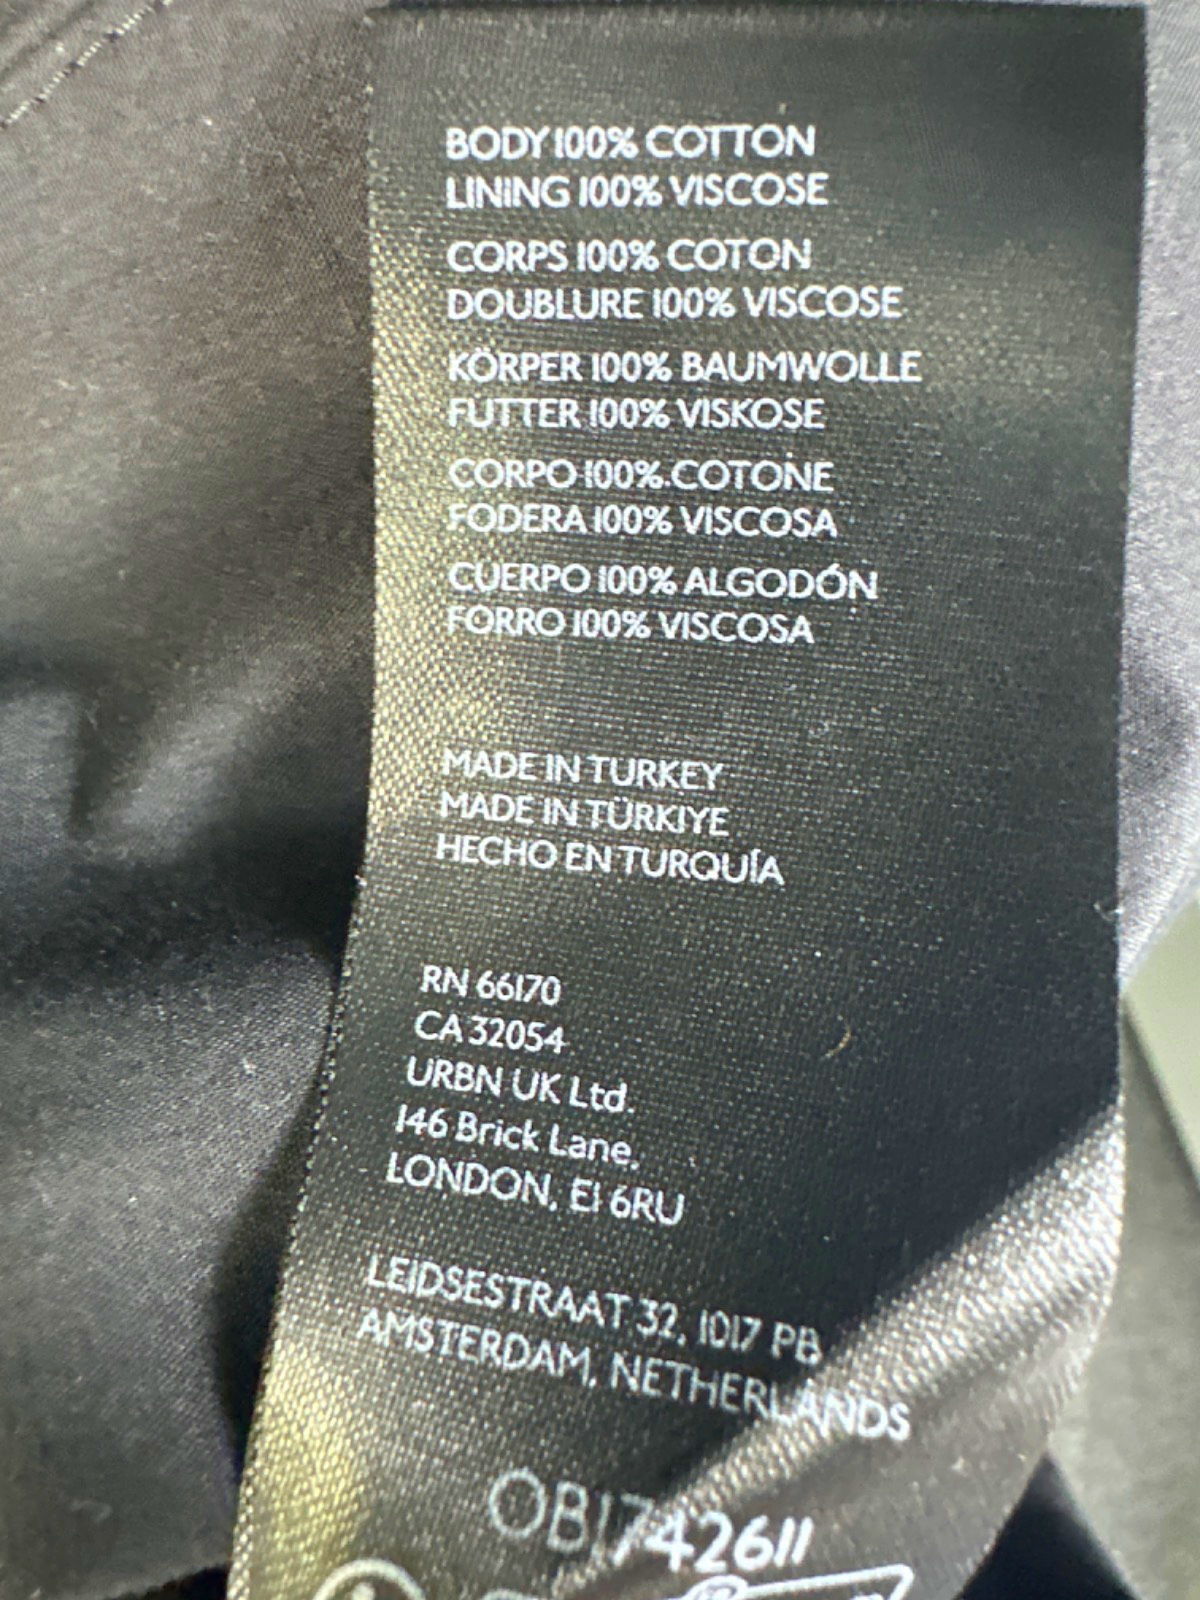 BODY 100% COTTON
LINING 100% VISCOSE
CORPS 100% COTON
DOUBLURE 100% VISCOSE
KÖRPER 100% BAUMWOLLE
FUTTER 100% VISKOSE
CORPO 100% COTONE
FODERA 100% VISCOSA
CUERPO 100% ALGODÓN
FORRO 100% VISCOSA
MADE IN TURKEY
MADE IN TÜRKIYE
HECHO EN TURQUÍA
RN 66170
CA 32054
URBN UK Ltd.
146 Brick Lane.
LONDON, E1 6RU
LEIDSESTRAAT 32, 1017 PB
AMSTERDAM, NETHERLANDS
OB1742611